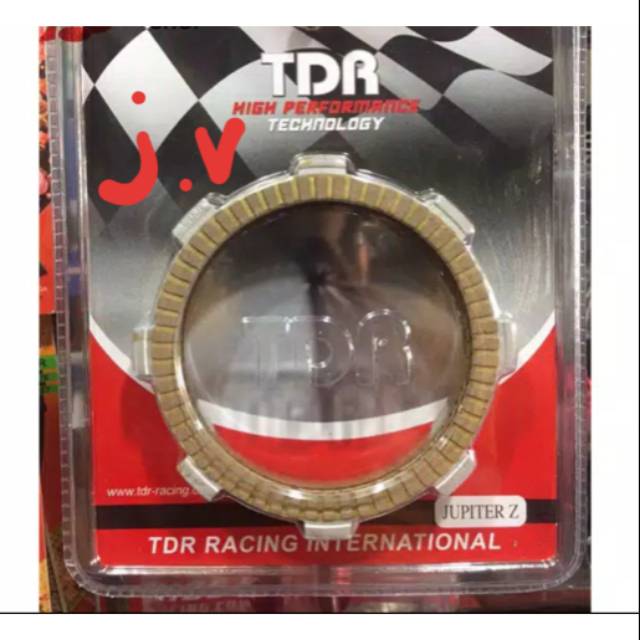 TDR
HIGH PERFORMANCE
TECHNOLOGY
j.v
TDR
www.tdr-racing.
JUPITER Z
TDR RACING INTERNATIONAL